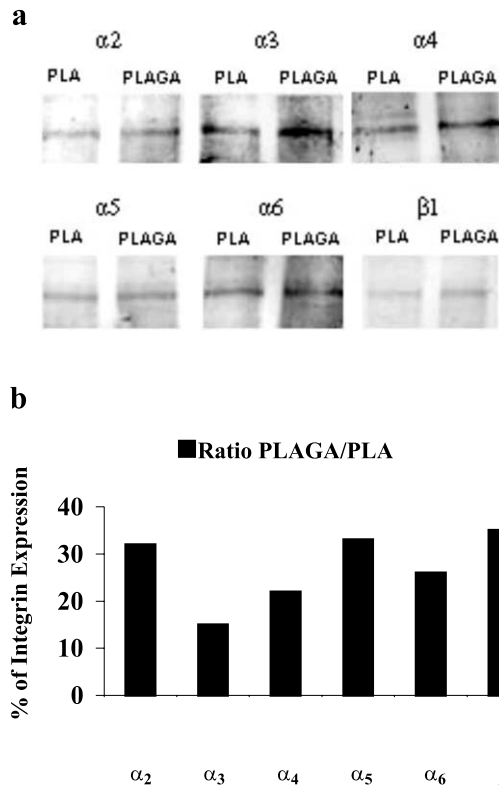 a
α2 α3 α4
PLA PLAGA PLA PLAGA PLA PLAGA
α5 α6 β1
PLA PLAGA PLA PLAGA PLA PLAGA
b
Ratio PLAGA/PLA
% of Integrin Expression
40
30
20
10
0
α2 α3 α4 α5 α6